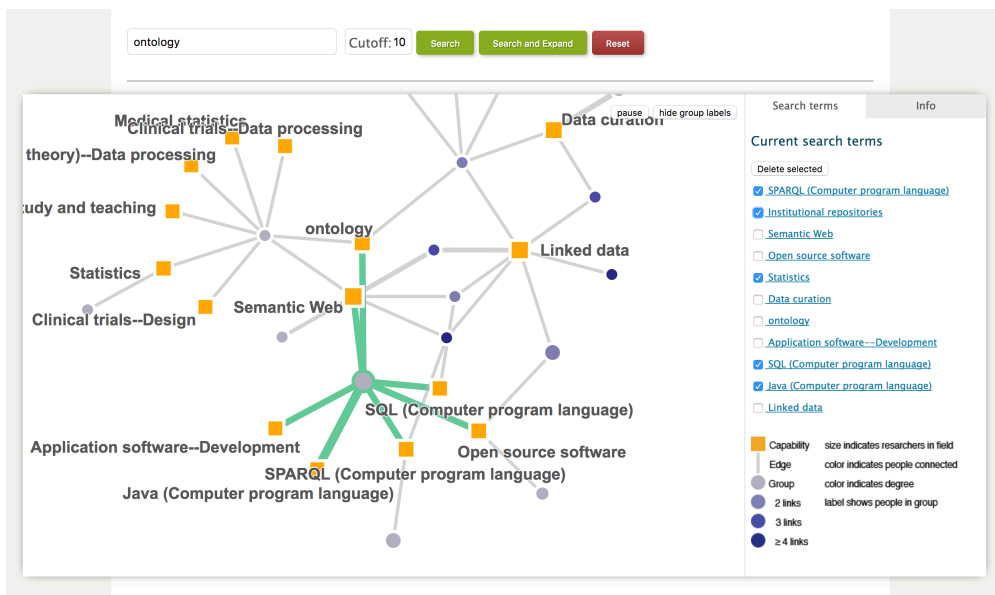 ontology
Cutoff: 10
Search
Search and Expand
Reset
pause
hide group labels
Search terms
Info
Medical statistics
Clinical trials--Data processing
theory)--Data processing
Data curation
udy and teaching
ontology
Linked data
Statistics
Semantic Web
Clinical trials--Design
SQL (Computer program language)
Application software--Development
Open source software
SPARQL (Computer program language)
Java (Computer program language)
Current search terms
Delete selected
SPARQL (Computer program language)
Institutional repositories
Semantic Web
Open source software
Statistics
Data curation
ontology
Application software--Development
SQL (Computer program language)
Java (Computer program language)
Linked data
Capability size indicates resarchers in field
Edge color indicates people connected
Group color indicates degree
2 links label shows people in group
3 links
≥ 4 links